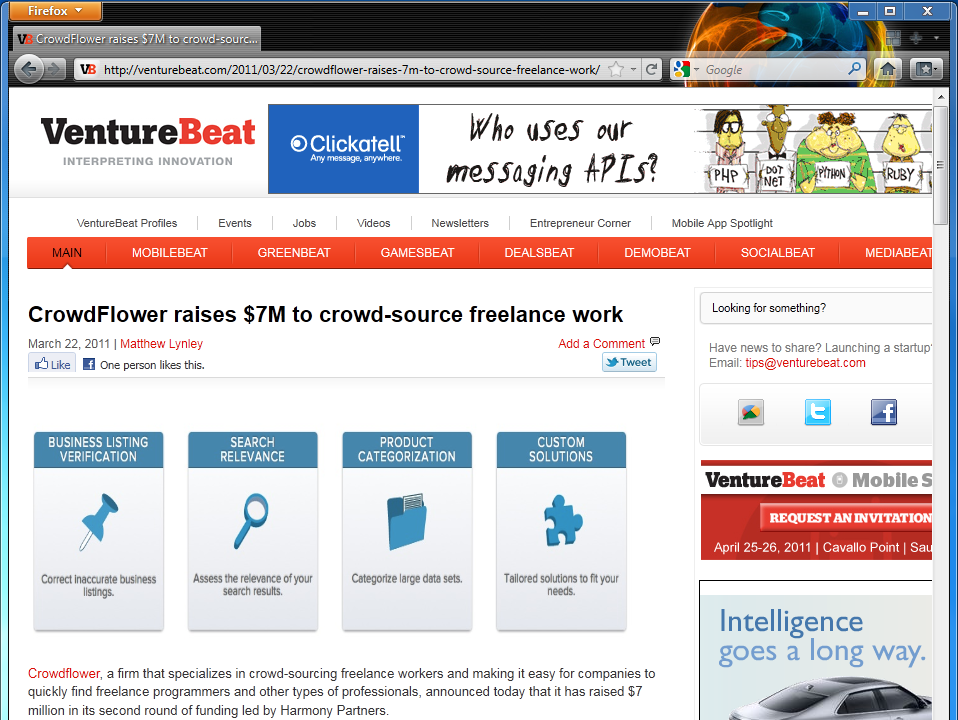 Firefox
VB CrowdFlower raises $7M to crowd-sourc...
VB http://venturebeat.com/2011/03/22/crowdflower-raises-7m-to-crowd-source-freelance-work/
Google
VentureBeat
INTERPRETING INNOVATION
Clickatell
Any message, anywhere.
Who uses our
messaging APIs?
PHP
DOT
NET
PYTHON
RUBY
VentureBeat Profiles
Events
Jobs
Videos
Newsletters
Entrepreneur Corner
Mobile App Spotlight
MAIN
MOBILEBEAT
GREENBEAT
GAMESBEAT
DEALSBEAT
DEMOBEAT
SOCIALBEAT
MEDIABEAT
CrowdFlower raises $7M to crowd-source freelance work
March 22, 2011 | Matthew Lynley
Add a Comment
Like
One person likes this.
Tweet
BUSINESS LISTING
VERIFICATION
Correct inaccurate business
listings.
SEARCH
RELEVANCE
Assess the relevance of your
search results.
PRODUCT
CATEGORIZATION
Categorize large data sets.
CUSTOM
SOLUTIONS
Tailored solutions to fit your
needs.
Crowdflower, a firm that specializes in crowd-sourcing freelance workers and making it easy for companies to
quickly find freelance programmers and other types of professionals, announced today that it has raised $7
million in its second round of funding led by Harmony Partners.
Looking for something?
Have news to share? Launching a startup?
Email: tips@venturebeat.com
VentureBeat Mobile S
REQUEST AN INVITATION
April 25-26, 2011 | Cavallo Point | Sau
Intelligence
goes a long way.